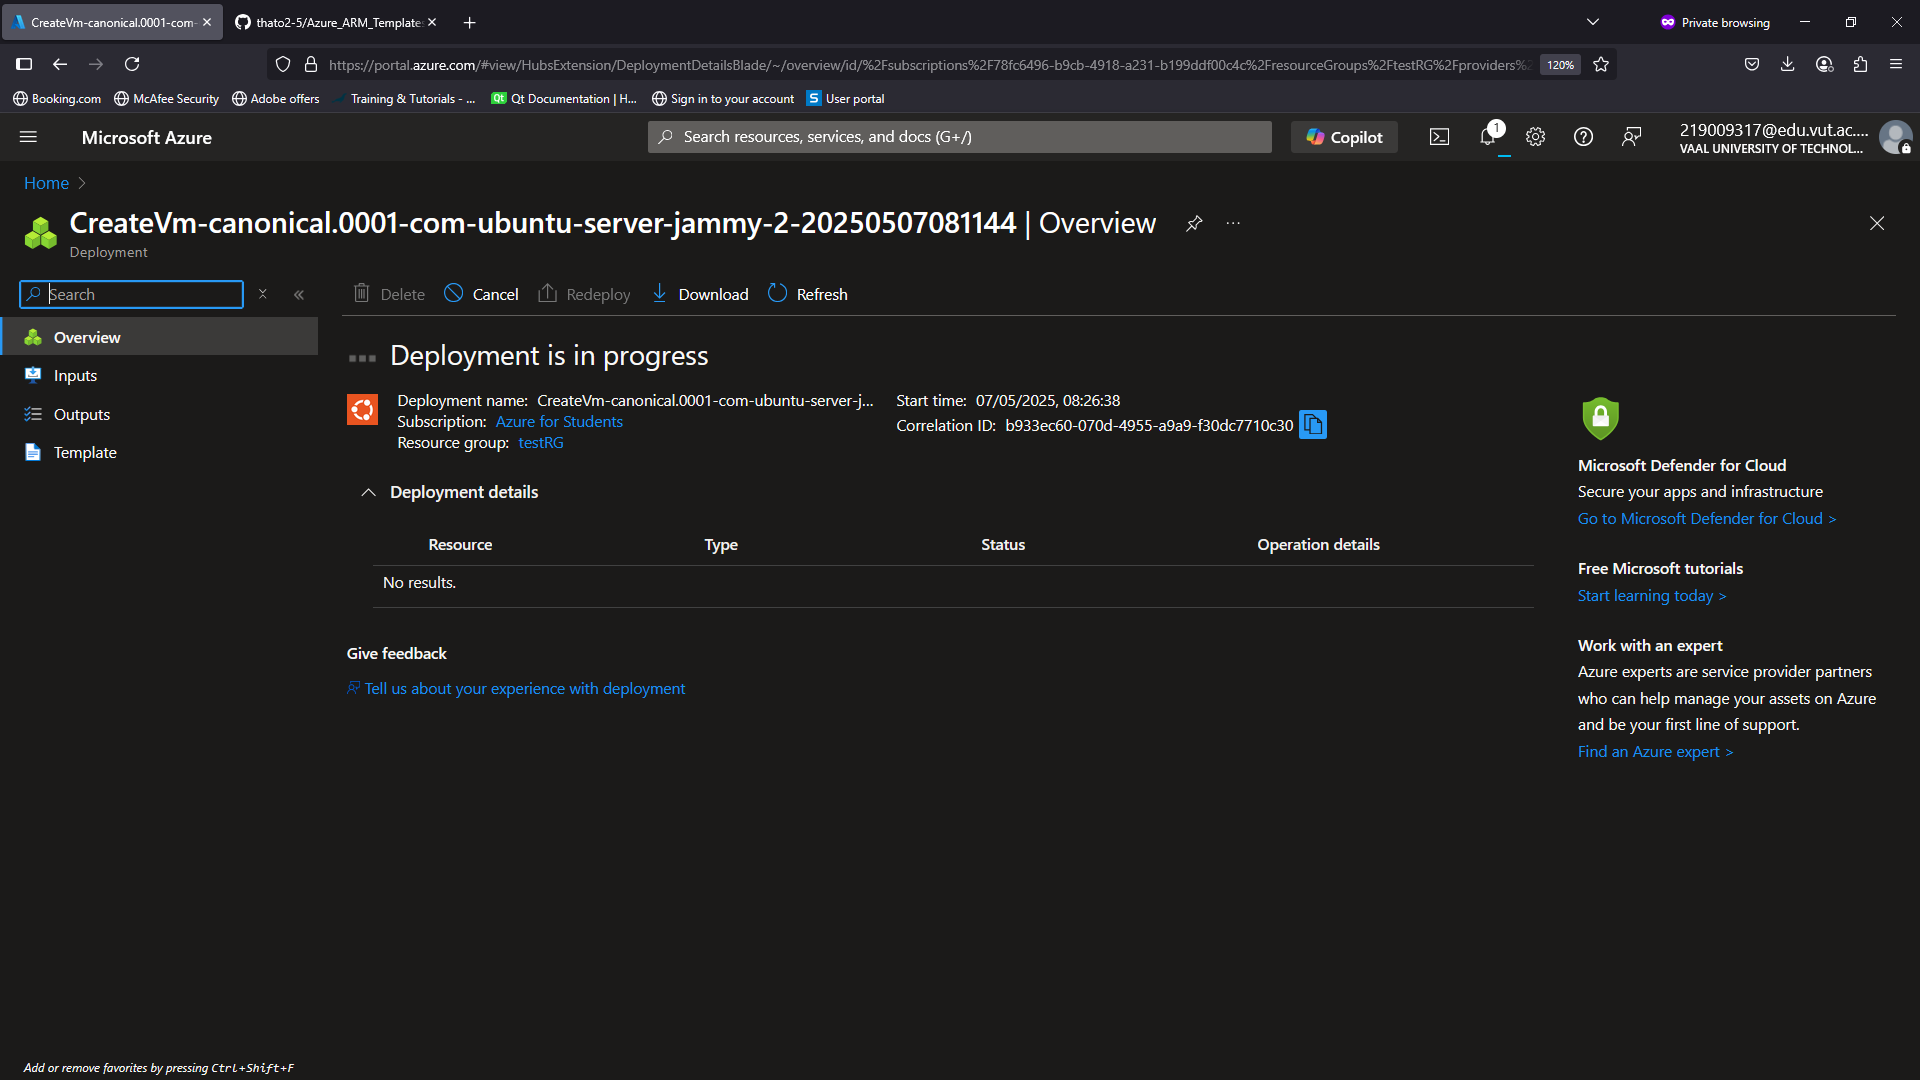 CreateVm-canonical.0001-com-
thato2-5/Azure_ARM_Template
Private browsing
https://portal.azure.com/#view/HubsExtension/DeploymentDetailsBlade/~/overview/id/%2Fsubscriptions%2F78fc6496-b9cb-4918-a231-b199ddf00c4c%2FresourceGroups%2FtestRG%2Fproviders%
120%
Booking.com
McAfee Security
Adobe offers
Training & Tutorials - ...
Qt Documentation | H...
Sign in to your account
User portal
Microsoft Azure
Search resources, services, and docs (G+/)
Copilot
1
219009317@edu.vut.ac....
VAAL UNIVERSITY OF TECHNOL...
Home
CreateVm-canonical.0001-com-ubuntu-server-jammy-2-20250507081144 | Overview
Deployment
Search
Delete
Cancel
Redeploy
Download
Refresh
Overview
Inputs
Outputs
Template
Deployment is in progress
Deployment name: CreateVm-canonical.0001-com-ubuntu-server-j...
Subscription: Azure for Students
Resource group: testRG
Start time: 07/05/2025, 08:26:38
Correlation ID: b933ec60-070d-4955-a9a9-f30dc7710c30
Deployment details
Resource
Type
Status
Operation details
No results.
Give feedback
Tell us about your experience with deployment
Microsoft Defender for Cloud
Secure your apps and infrastructure
Go to Microsoft Defender for Cloud >
Free Microsoft tutorials
Start learning today >
Work with an expert
Azure experts are service provider partners
who can help manage your assets on Azure
and be your first line of support.
Find an Azure expert >
Add or remove favorites by pressing Ctrl+Shift+F